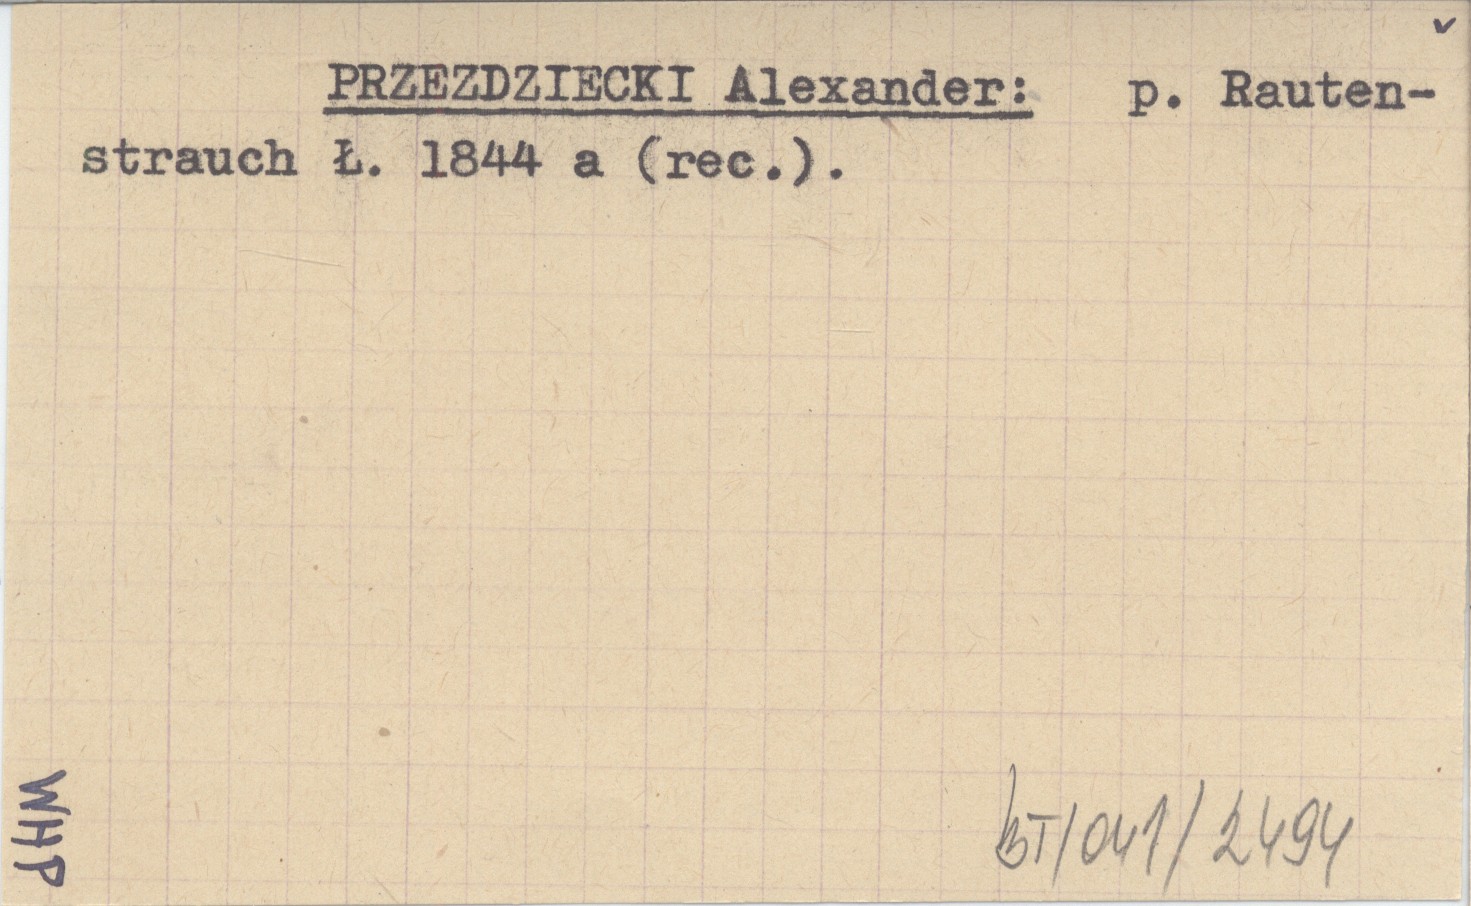 PRZEZDZIECKI Alexander: p. Rauten-
strauch Ł. 1844 a (rec.).
WHP
BT/041/2494